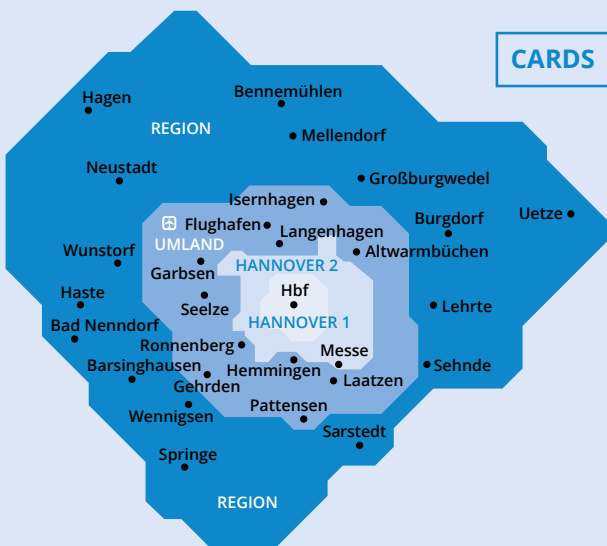 CARDS
Hagen
Bennemühlen
REGION
Mellendorf
Neustadt
Großburgwedel
Isernhagen
Uetze
Burgdorf
Flughafen
Langenhagen
UMLAND
Altwarmbüchen
Wunstorf
HANNOVER 2
Garbsen
Hbf
Haste
Seelze
Lehrte
HANNOVER 1
Bad Nenndorf
Ronnenberg
Messe
Barsinghausen
Hemmingen
Sehnde
Gehrden
Laatzen
Pattensen
Wennigsen
Sarstedt
Springe
REGION